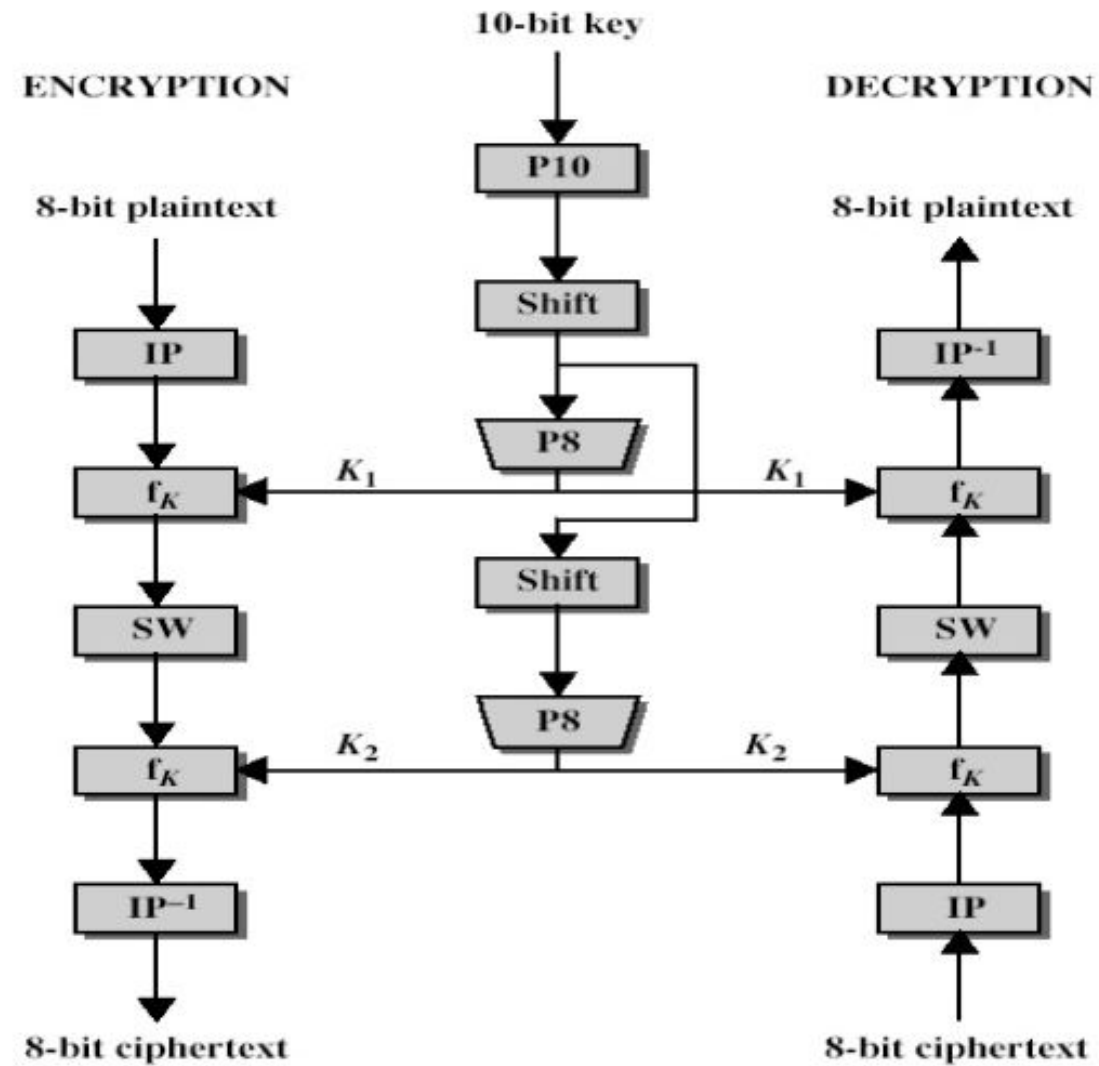 10-bit key
ENCRYPTION
DECRYPTION
P10
8-bit plaintext
8-bit plaintext
Shift
IP
IP-1
P8
K1
K1
fK
fK
Shift
SW
SW
P8
K2
K2
fK
fK
IP–1
IP
8-bit ciphertext
8-bit ciphertext